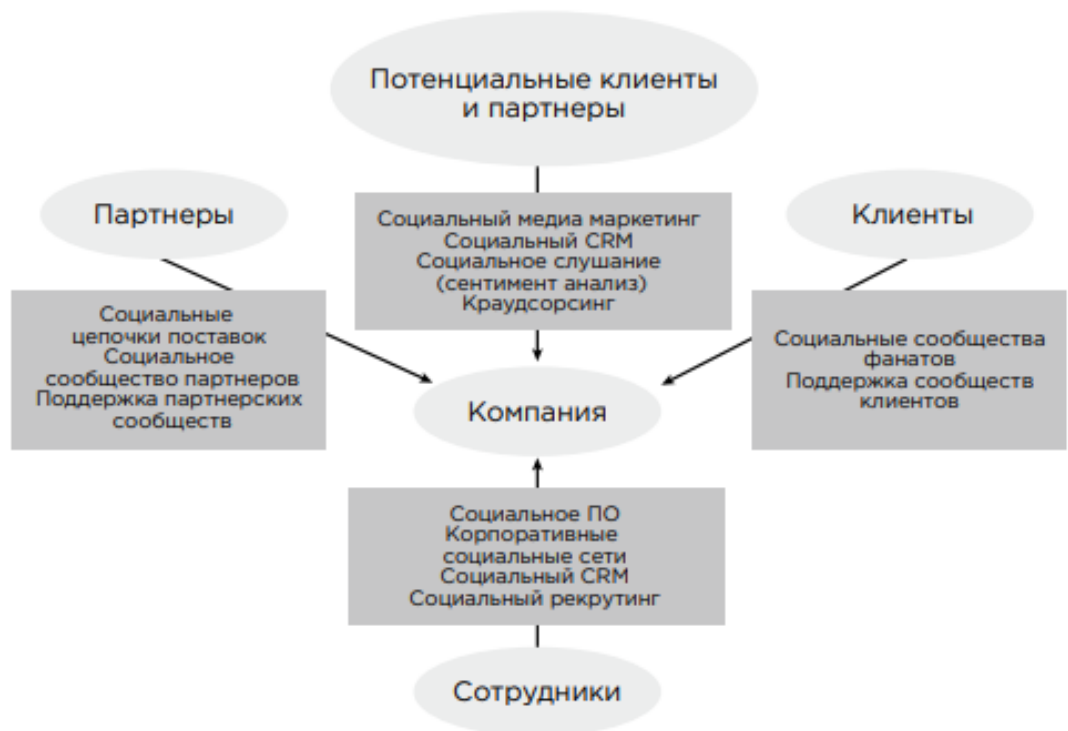 Потенциальные клиенты
и партнеры
Партнеры
Социальный медиа маркетинг
Социальный CRM
Социальное слушание
(сентимент анализ)
Краудсорсинг
Клиенты
Социальные
цепочки поставок
Социальное
сообщество партнеров
Поддержка партнерских
сообществ
Социальные сообщества
фанатов
Поддержка сообществ
клиентов
Компания
Социальное ПО
Корпоративные
социальные сети
Социальный CRM
Социальный рекрутинг
Сотрудники